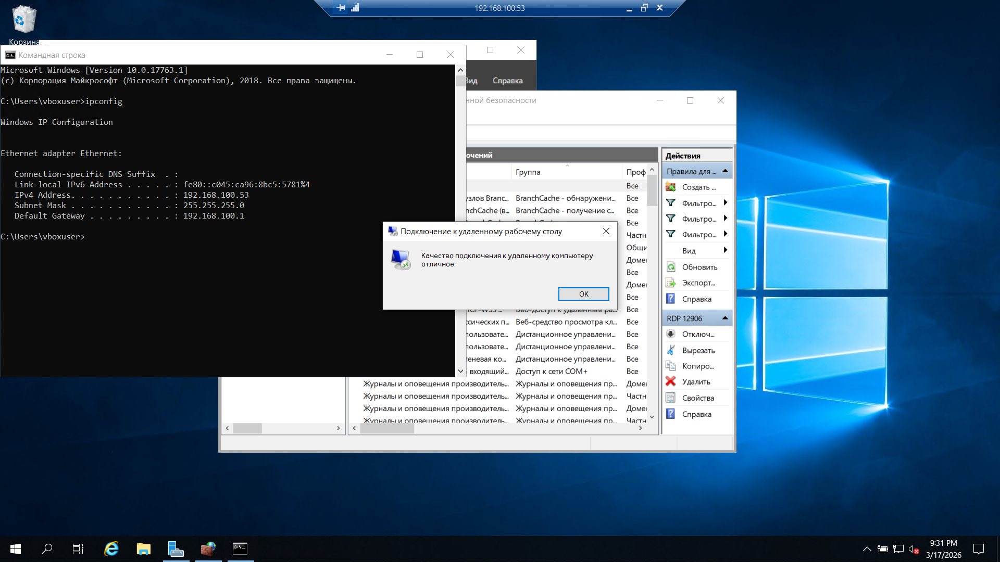 192.168.100.53
Корзина
Командная строка
Microsoft Windows [Version 10.0.17763.1]
(c) Корпорация Майкрософт (Microsoft Corporation), 2018. Все права защищены.
C:\Users\vboxuser>ipconfig
Windows IP Configuration
Ethernet adapter Ethernet:
Connection-specific DNS Suffix  . :
Link-local IPv6 Address . . . . . : fe80::c045:ca96:8bc5:5781%4
IPv4 Address. . . . . . . . . . . : 192.168.100.53
Subnet Mask . . . . . . . . . . . : 255.255.255.0
Default Gateway . . . . . . . . . : 192.168.100.1
C:\Users\vboxuser>
Вид Справка
нной безопасности
очений
Группа Проф
Все
узлов Branc... BranchCache - обнаружени... Все
nchCache (в... BranchCache - получение с... Все
Все
Частн
Общи
Домен
Все
Домен
Все
Веб-доступ к удаленным ра... Все
ссических п... Веб-средство просмотра кл... Все
пользовате... Дистанционное управлени... Все
пользовате... Дистанционное управлени... Все
теневая ко... Дистанционное управлени... Все
- входящий... Доступ к сети COM+ Все
Журналы и оповещения производитель... Журналы и оповещения пр... Домен
Журналы и оповещения производитель... Журналы и оповещения пр... Частн
Журналы и оповещения производитель... Журналы и оповещения пр... Домен
Журналы и оповещения производитель... Журналы и оповещения пр... Частн
Подключение к удаленному рабочему столу
Качество подключения к удаленному компьютеру
отличное.
OK
Действия
Правила для ...
Создать ...
Фильтро...
Фильтро...
Фильтро...
Вид
Обновить
Экспорт...
Справка
RDP 12906
Отключ...
Вырезать
Копиро...
Удалить
Свойства
Справка
9:31 PM
3/17/2026